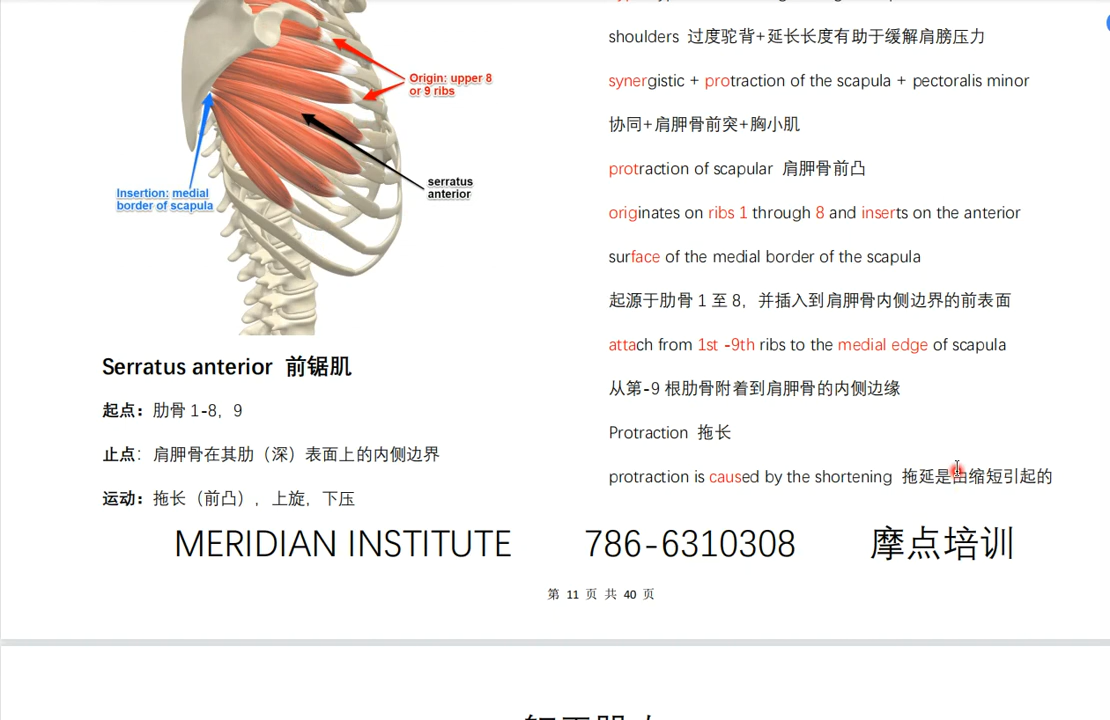 Origin: upper 8
or 9 ribs
serratus
anterior
Insertion: medial
border of scapula
Serratus anterior 前锯肌
起点：肋骨 1-8，9
止点：肩胛骨在其肋（深）表面上的内侧边界
运动：拖长（前凸），上旋，下压
shoulders 过度驼背+延长长度有助于缓解肩膀压力
synergistic + protraction of the scapula + pectoralis minor
协同+肩胛骨前突+胸小肌
protraction of scapular 肩胛骨前凸
originates on ribs 1 through 8 and inserts on the anterior
surface of the medial border of the scapula
起源于肋骨 1 至 8，并插入到肩胛骨内侧边界的前表面
attach from 1st -9th ribs to the medial edge of scapula
从第-9 根肋骨附着到肩胛骨的内侧边缘
Protraction 拖长
protraction is caused by the shortening 拖延是由缩短引起的
MERIDIAN INSTITUTE 786-6310308 摩点培训
第 11 页 共 40 页